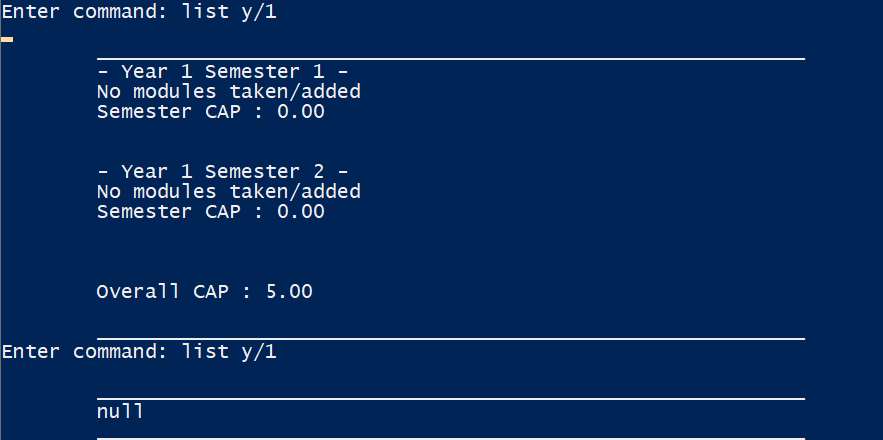 Enter command: list y/1
- Year 1 Semester 1 -
No modules taken/added
Semester CAP : 0.00
- Year 1 Semester 2 -
No modules taken/added
Semester CAP : 0.00
Overall CAP : 5.00
Enter command: list y/1
null